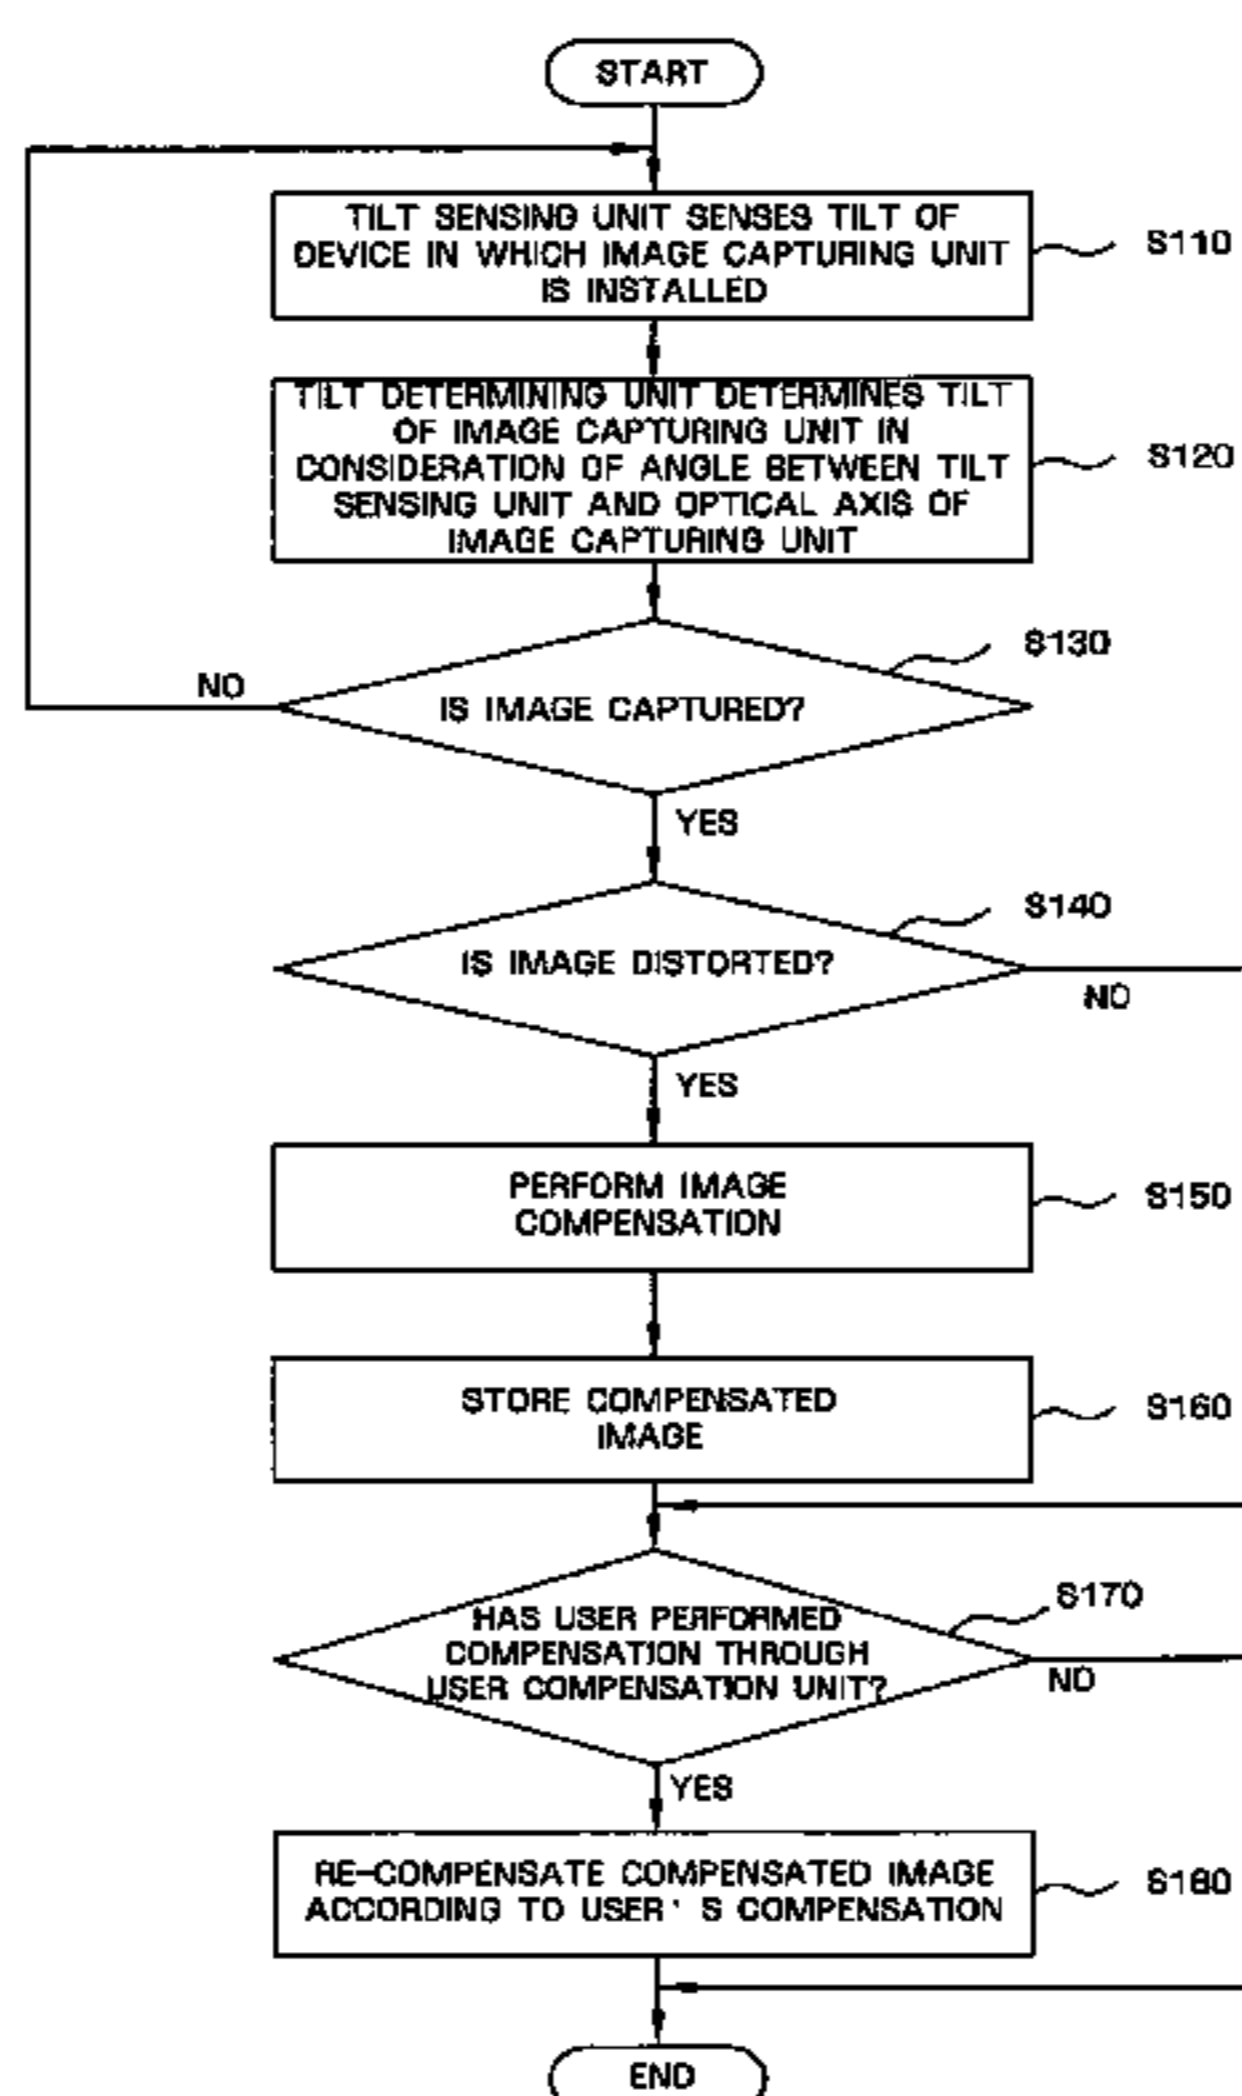 START
TILT SENSING UNIT SENSES TILT OF
DEVICE IN WHICH IMAGE CAPTURING UNIT
IS INSTALLED
S110
TILT DETERMINING UNIT DETERMINES TILT
OF IMAGE CAPTURING UNIT IN
CONSIDERATION OF ANGLE BETWEEN TILT
SENSING UNIT AND OPTICAL AXIS OF
IMAGE CAPTURING UNIT
S120
S130
NO
IS IMAGE CAPTURED?
YES
S140
IS IMAGE DISTORTED?
NO
YES
PERFORM IMAGE
COMPENSATION
S150
STORE COMPENSATED
IMAGE
S160
S170
HAS USER PERFORMED
COMPENSATION THROUGH
USER COMPENSATION UNIT?
NO
YES
RE-COMPENSATE COMPENSATED IMAGE
ACCORDING TO USER'S COMPENSATION
S180
END